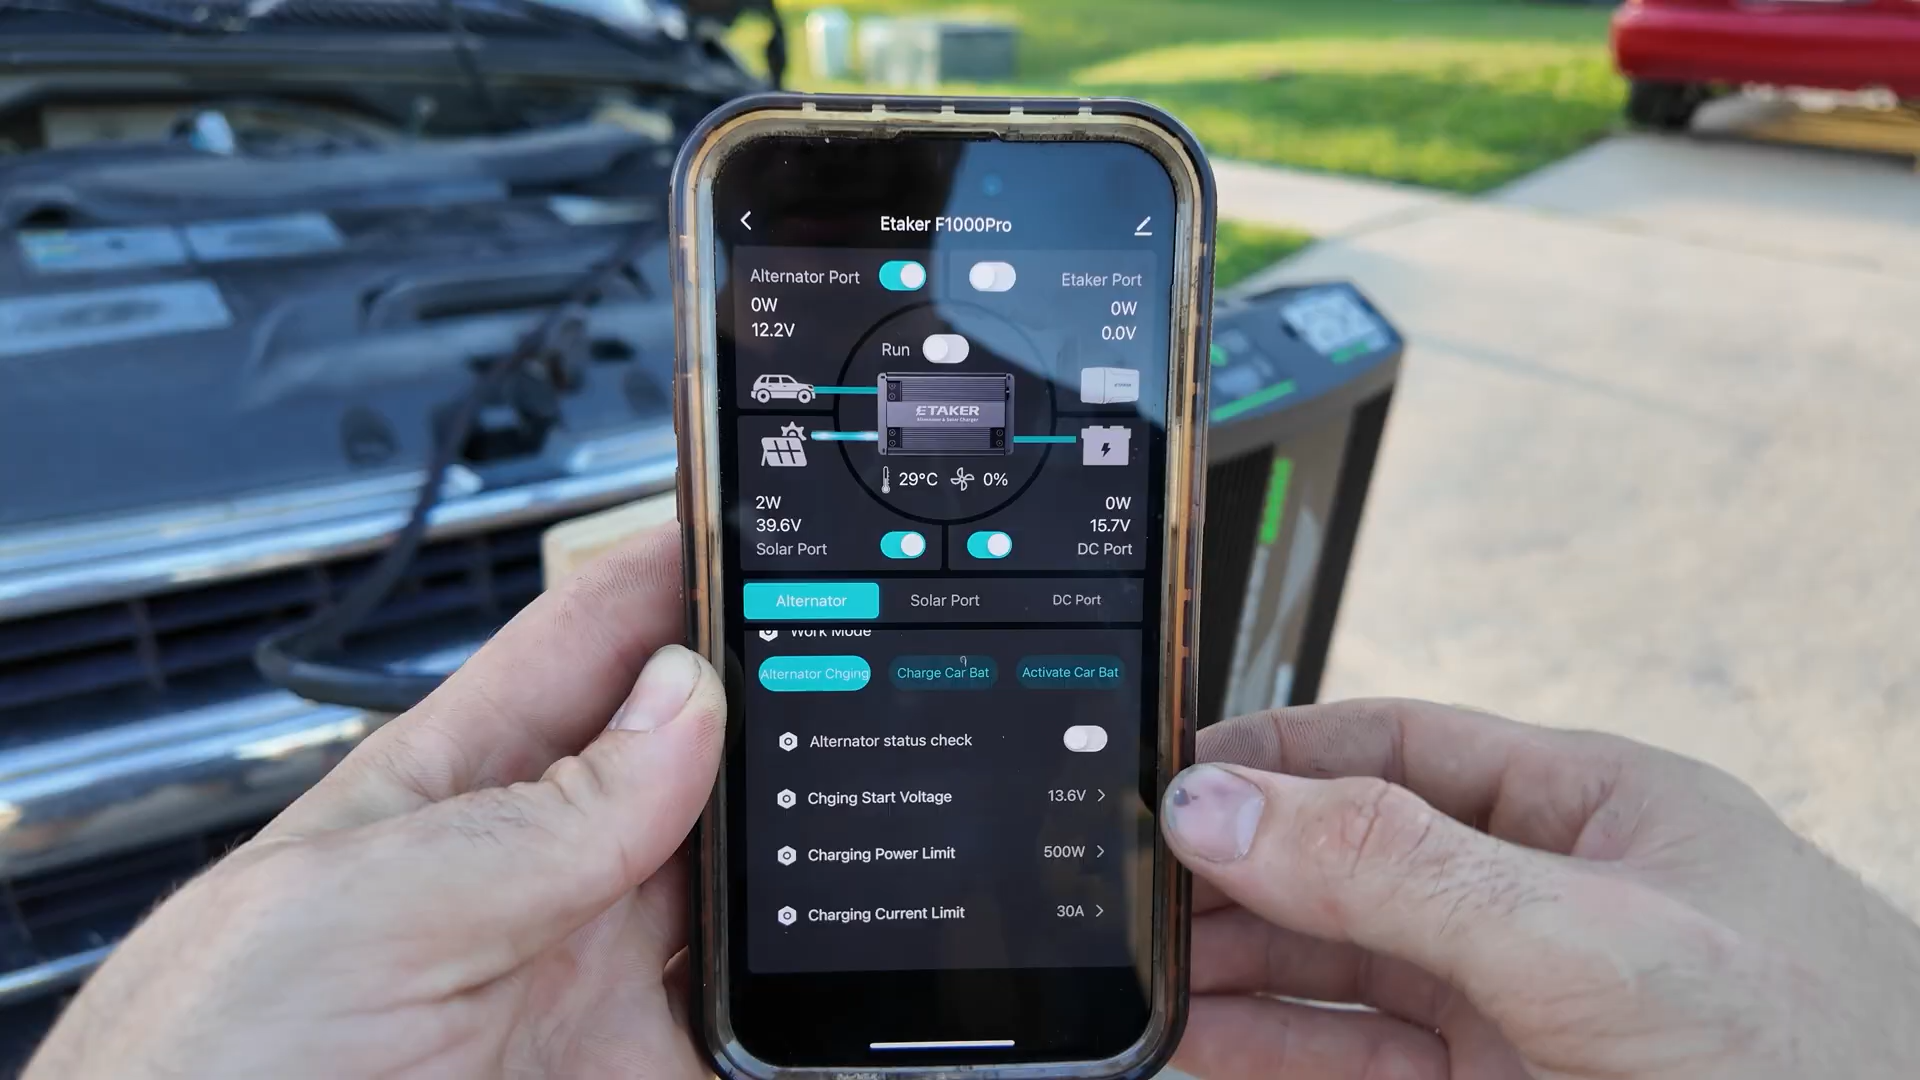 Etaker F1000Pro
Alternator Port
Etaker Port
0W
0W
12.2V
0.0V
Run
ETAKER
Alternator & Solar Charger
29°C
0%
2W
0W
39.6V
15.7V
Solar Port
DC Port
Alternator
Solar Port
DC Port
Work Mode
Alternator Chging
Charge Car Bat
Activate Car Bat
Alternator status check
Chging Start Voltage
13.6V
Charging Power Limit
500W
Charging Current Limit
30A